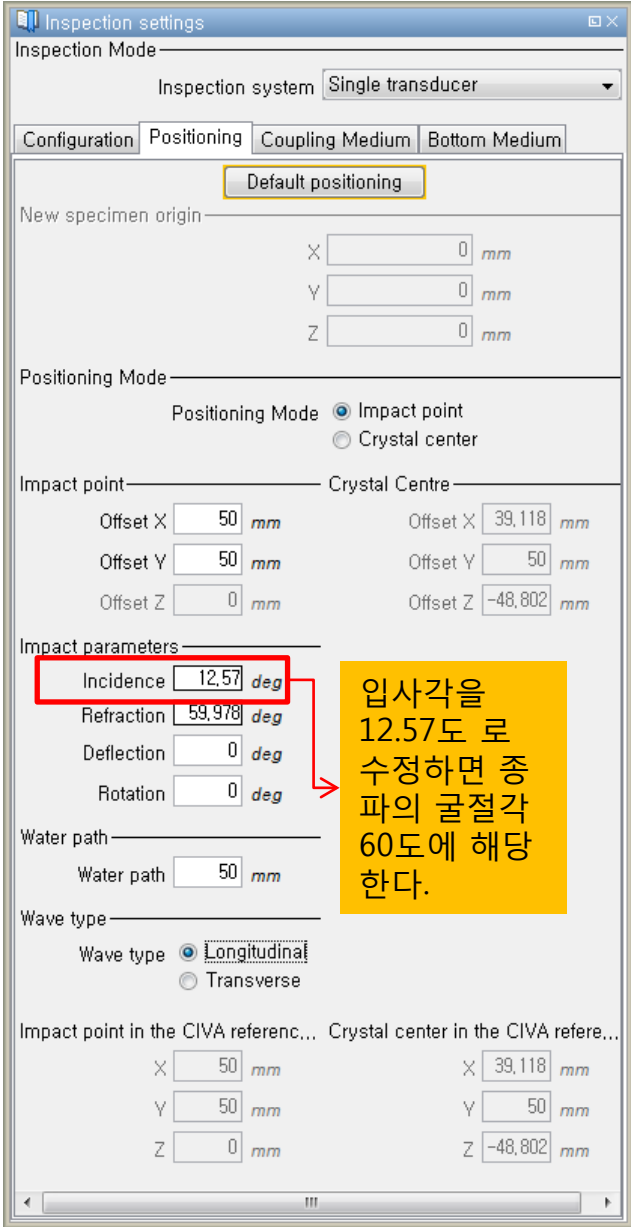 Inspection settings
Inspection Mode
Inspection system Single transducer
Configuration Positioning Coupling Medium Bottom Medium
Default positioning
New specimen origin
X 0 mm
Y 0 mm
Z 0 mm
Positioning Mode
Positioning Mode Impact point
Crystal center
Impact point Crystal Centre
Offset X 50 mm Offset X 39,118 mm
Offset Y 50 mm Offset Y 50 mm
Offset Z 0 mm Offset Z -48,802 mm
Impact parameters
Incidence 12,57 deg
Refraction 59,978 deg
Deflection 0 deg
Rotation 0 deg
입사각을
12.57도 로
수정하면 종
파의 굴절각
60도에 해당
한다.
Water path
Water path 50 mm
Wave type
Wave type Longitudinal
Transverse
Impact point in the CIVA referenc... Crystal center in the CIVA refere...
X 50 mm X 39,118 mm
Y 50 mm Y 50 mm
Z 0 mm Z -48,802 mm